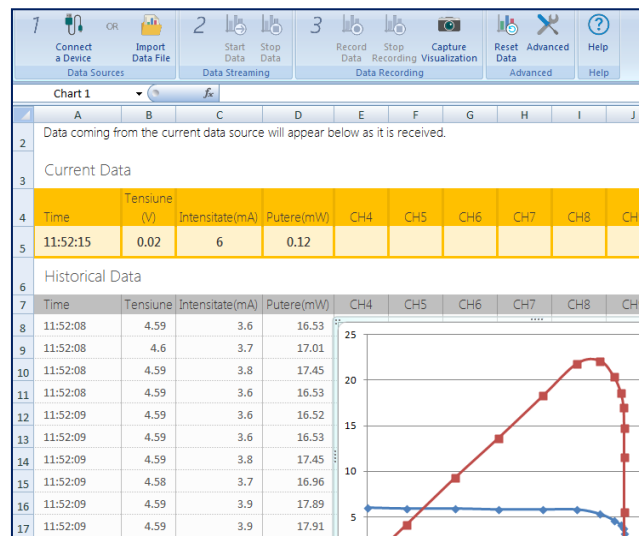 1 OR 2 3
Connect a Device Import Data File Start Data Stop Data Record Data Stop Recording Capture Visualization Reset Data Advanced Help
Data Sources Data Streaming Data Recording Advanced Help
Chart 1 fx
A B C D E F G H I J
2 Data coming from the current data source will appear below as it is received.
3 Current Data
4 Time Tensiune (V) Intensitate(mA) Putere(mW) CH4 CH5 CH6 CH7 CH8 CH
5 11:52:15 0.02 6 0.12
6 Historical Data
7 Time Tensiune Intensitate(mA) Putere(mW) CH4 CH5 CH6 CH7 CH8 CH
8 11:52:08 4.59 3.6 16.53
9 11:52:08 4.6 3.7 17.01
10 11:52:08 4.59 3.8 17.45
11 11:52:08 4.59 3.6 16.53
12 11:52:09 4.59 3.6 16.52
13 11:52:09 4.59 3.6 16.53
14 11:52:09 4.59 3.8 17.45
15 11:52:09 4.58 3.7 16.96
16 11:52:09 4.59 3.9 17.89
17 11:52:09 4.59 3.9 17.91
25
20
15
10
5